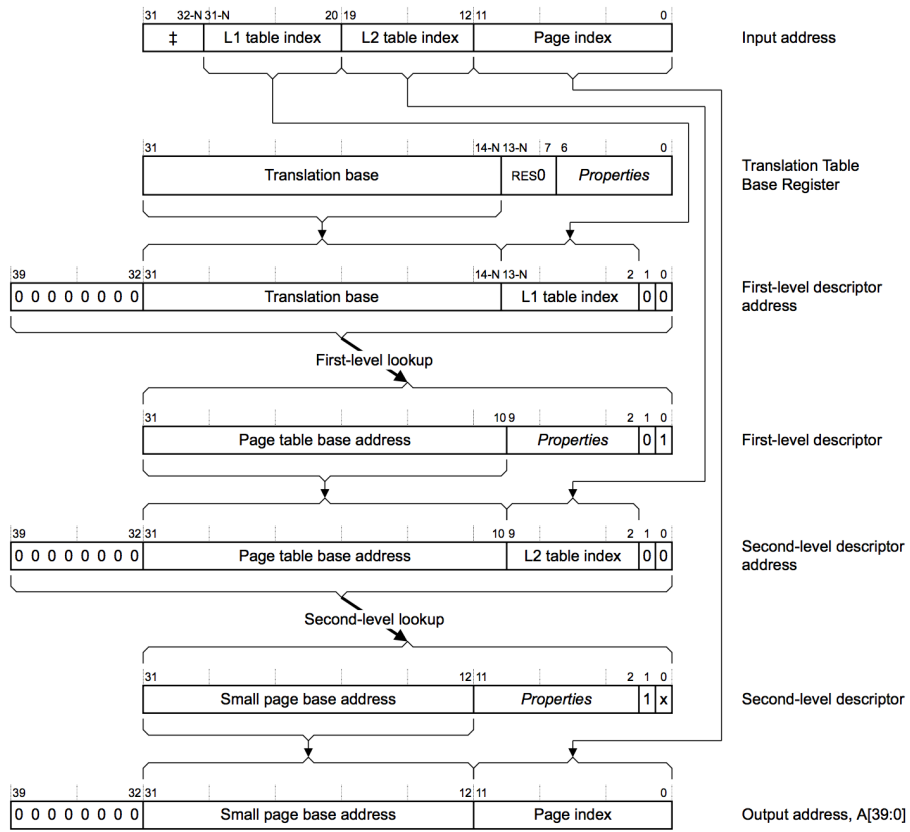 31 32-N 31-N 20 19 12 11 0
‡ L1 table index L2 table index Page index Input address
31 14-N 13-N 7 6 0
Translation base RES0 Properties Translation Table
Base Register
39 32 31 14-N 13-N 2 1 0
0 0 0 0 0 0 0 0 Translation base L1 table index 0 0 First-level descriptor
address
First-level lookup
31 10 9 2 1 0
Page table base address Properties 0 1 First-level descriptor
39 32 31 10 9 2 1 0
0 0 0 0 0 0 0 0 Page table base address L2 table index 0 0 Second-level descriptor
address
Second-level lookup
31 12 11 2 1 0
Small page base address Properties 1 x Second-level descriptor
39 32 31 12 11 0
0 0 0 0 0 0 0 0 Small page base address Page index Output address, A[39:0]